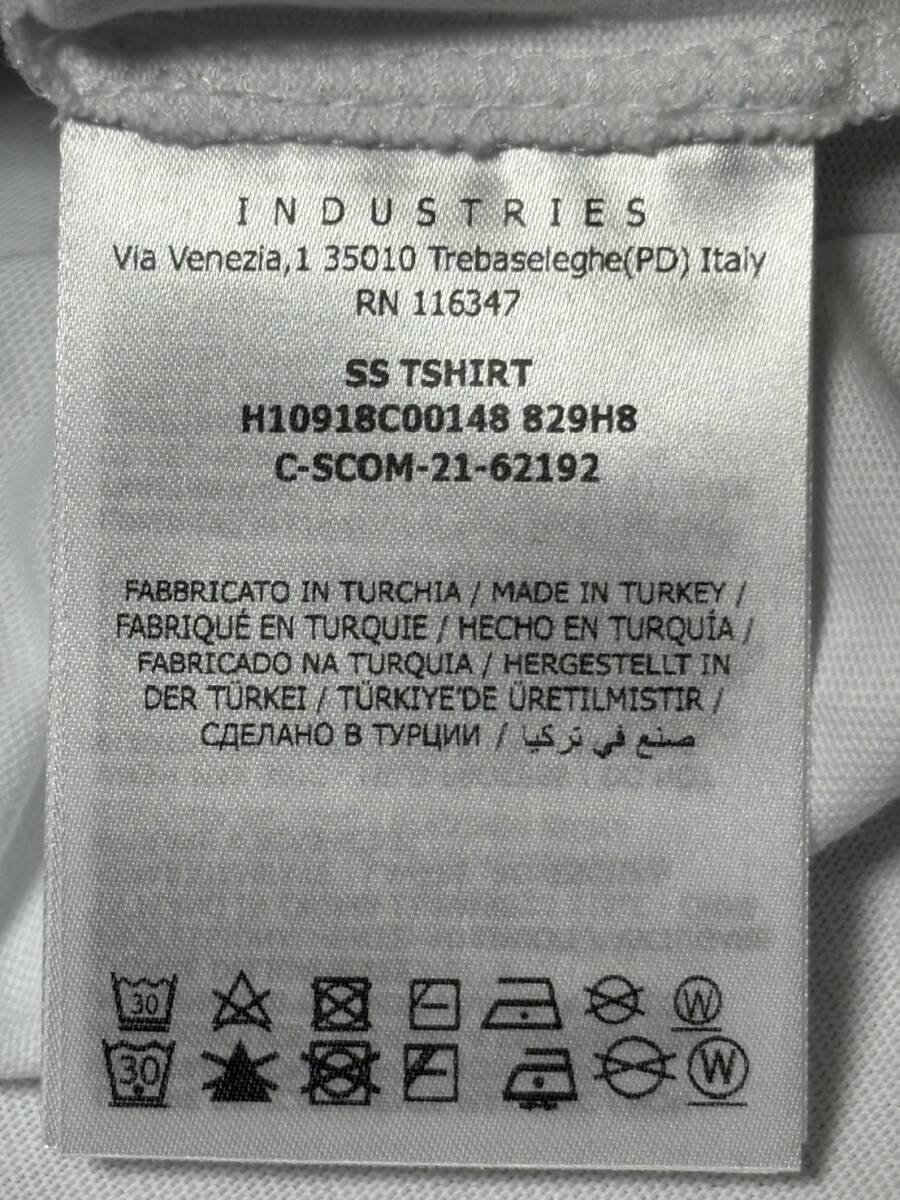 INDUSTRIES
Via Venezia,1 35010 Trebaseleghe(PD) Italy
RN 116347
SS TSHIRT
H10918C00148 829H8
C-SCOM-21-62192
FABBRICATO IN TURCHIA / MADE IN TURKEY /
FABRIQUÉ EN TURQUIE / HECHO EN TURQUÍA /
FABRICADO NA TURQUIA / HERGESTELLT IN
DER TÜRKEI / TÜRKIYE'DE ÜRETILMISTIR /
СДЕЛАНО В ТУРЦИИ / صنع في تركيا
30 W
30 W